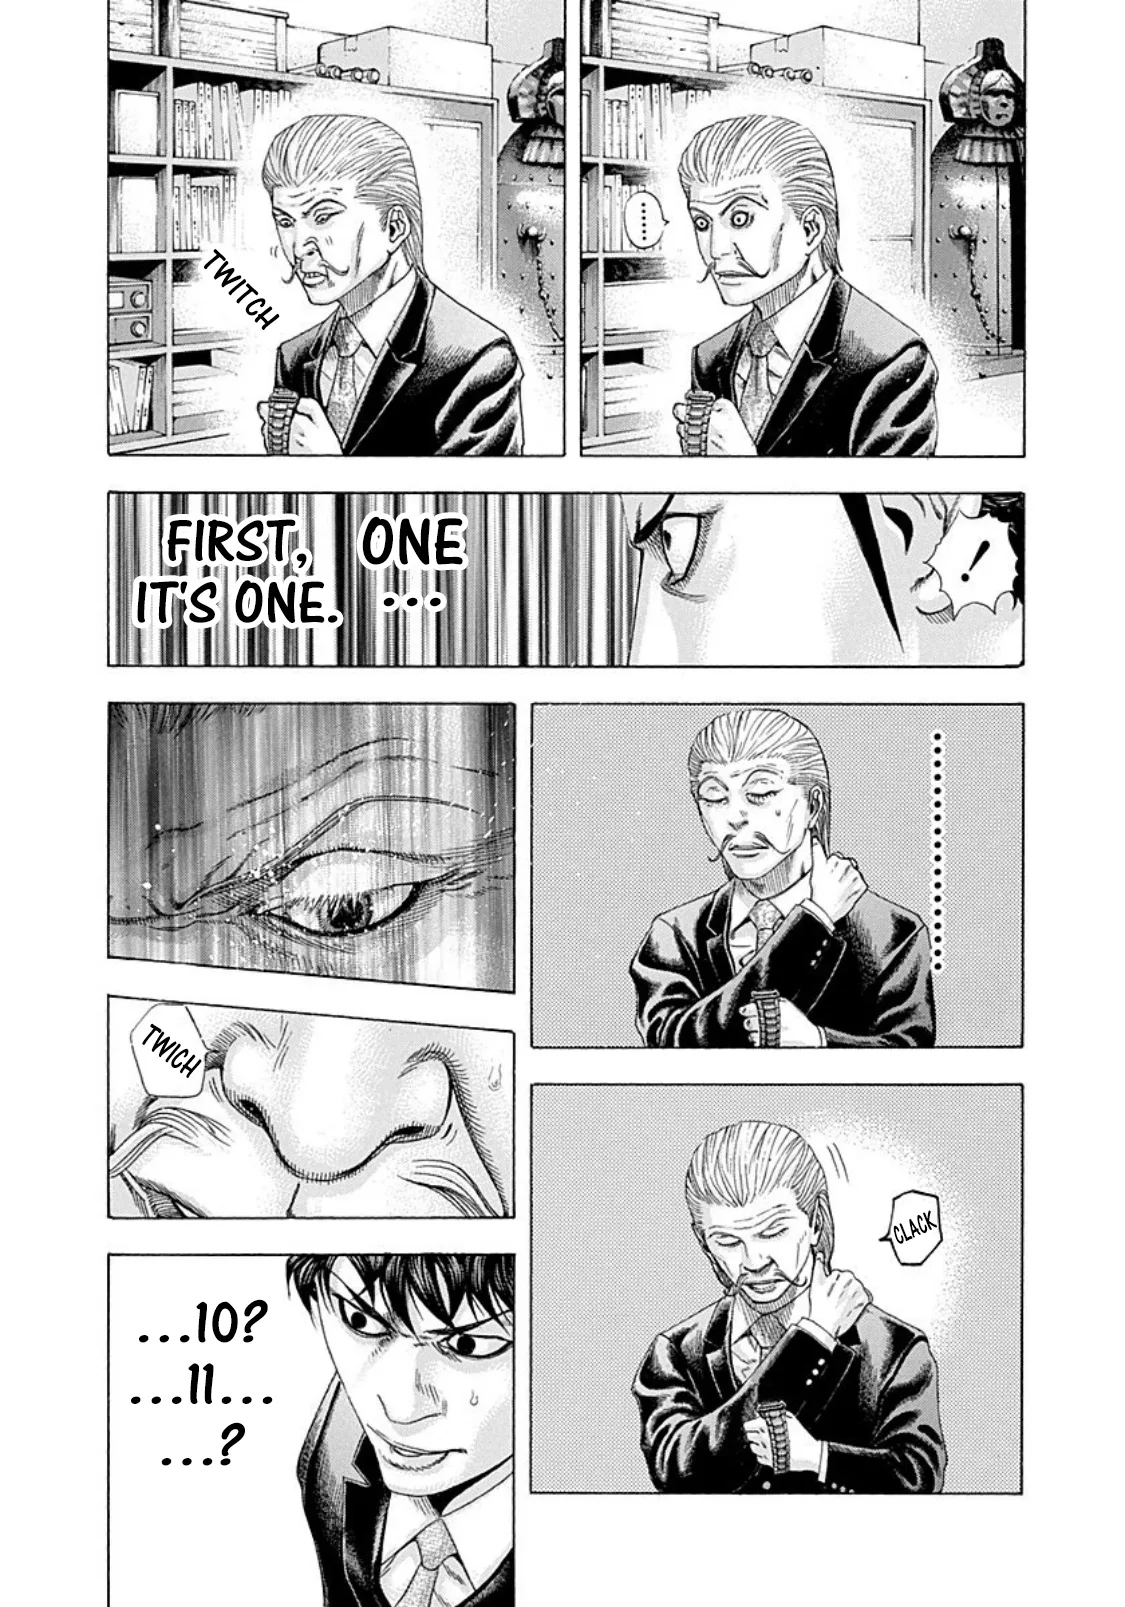 .......
TWITCH
!
ONE
...
FIRST,
IT'S ONE.
................
CLACK
TWICH
...10?
...11...
...?